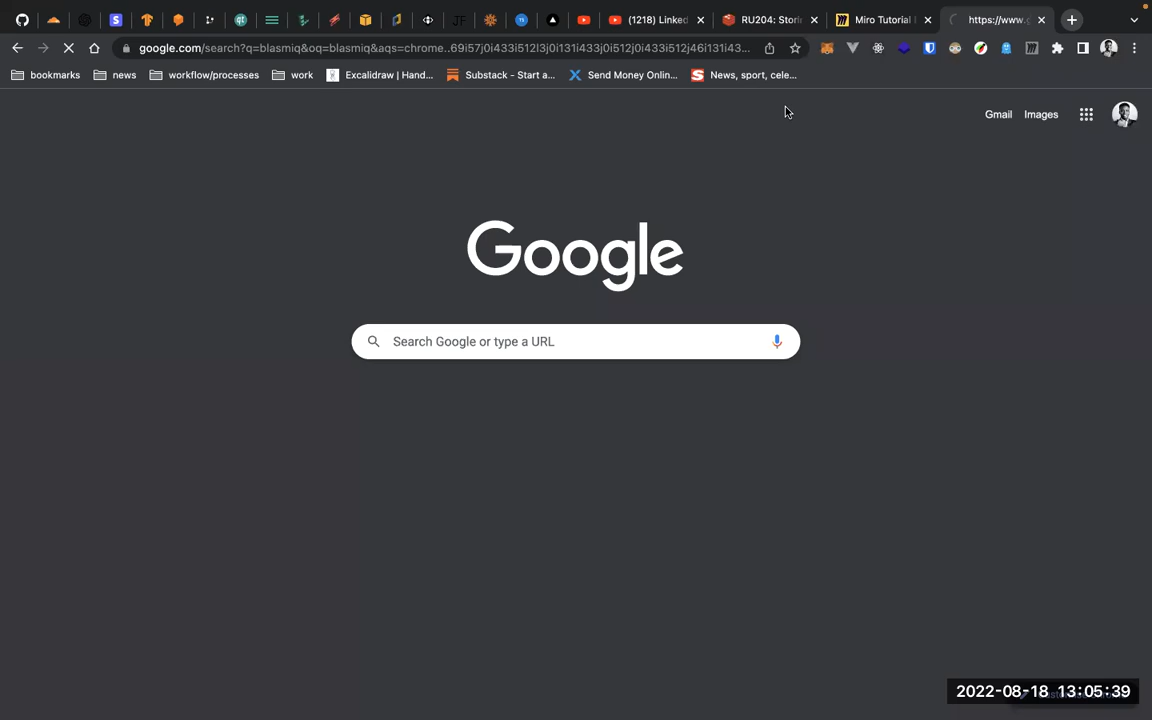 (1218) Linked
RU204: Stori
Miro Tutorial
https://www.g
google.com/search?q=blasmiq&oq=blasmiq&aqs=chrome..69i57j0i433i512l3j0i131i433j0i512j0i433i512j46i131i43...
bookmarks
news
workflow/processes
work
Excalidraw | Hand...
Substack - Start a...
Send Money Onlin...
News, sport, cele...
Gmail
Images
Google
Search Google or type a URL
2022-08-18 13:05:39